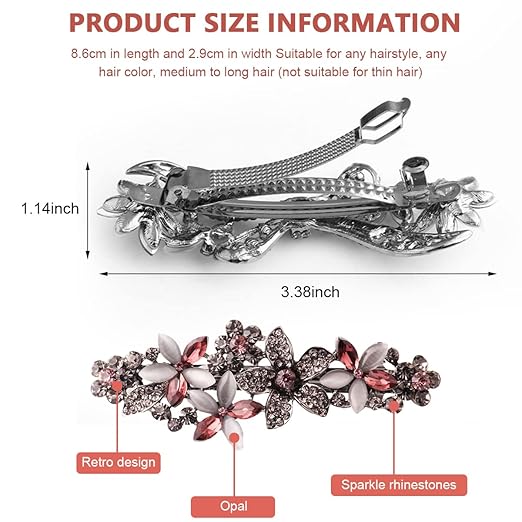 PRODUCT SIZE INFORMATION
8.6cm in length and 2.9cm in width Suitable for any hairstyle, any
hair color, medium to long hair (not suitable for thin hair)
1.14inch
3.38inch
Retro design
Opal
Sparkle rhinestones